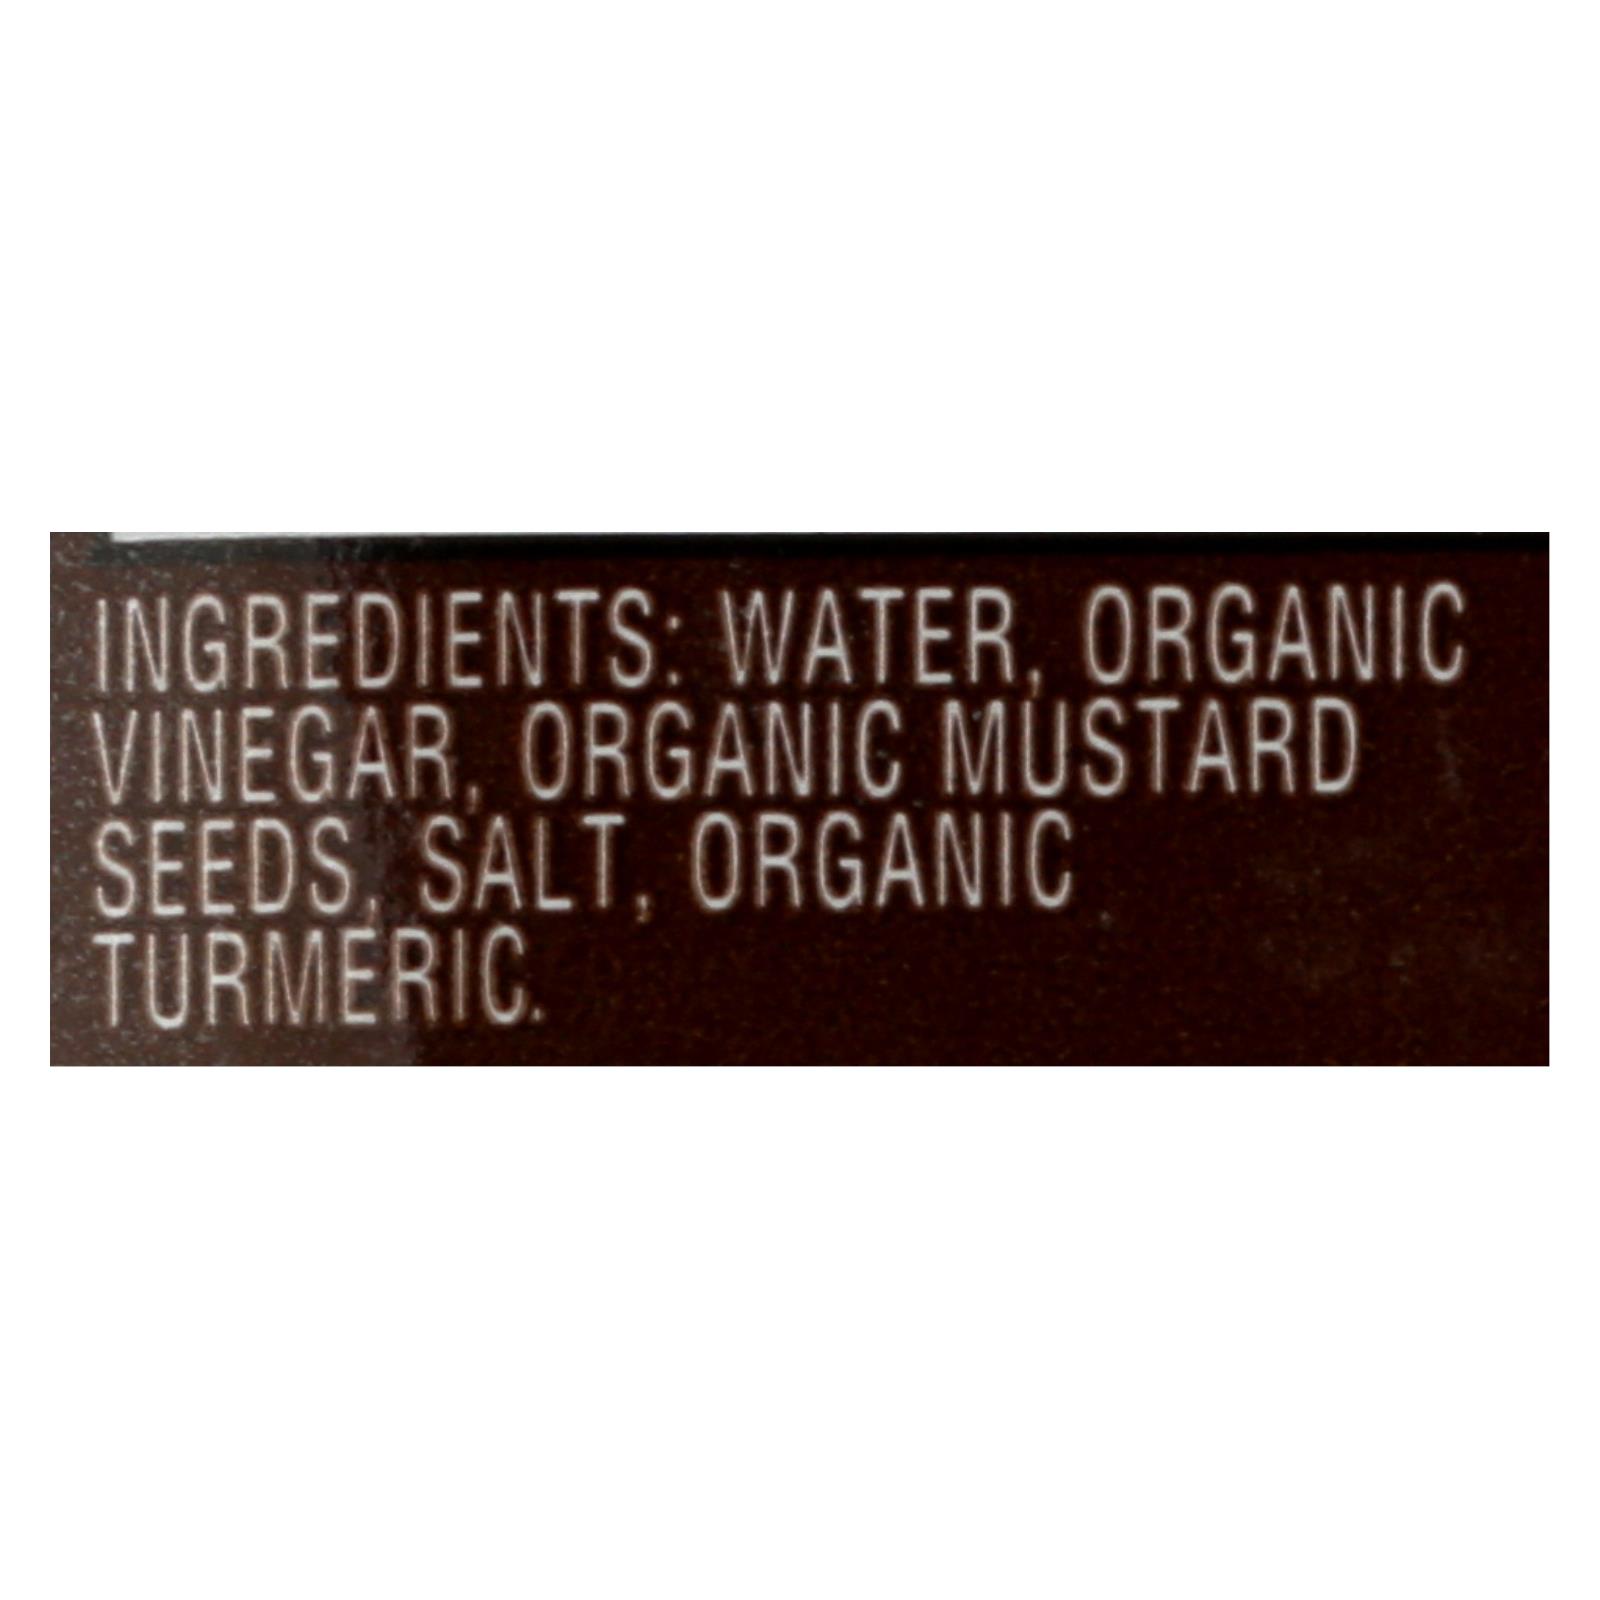 INGREDIENTS: WATER, ORGANIC
VINEGAR, ORGANIC MUSTARD
SEEDS, SALT, ORGANIC
TURMERIC.